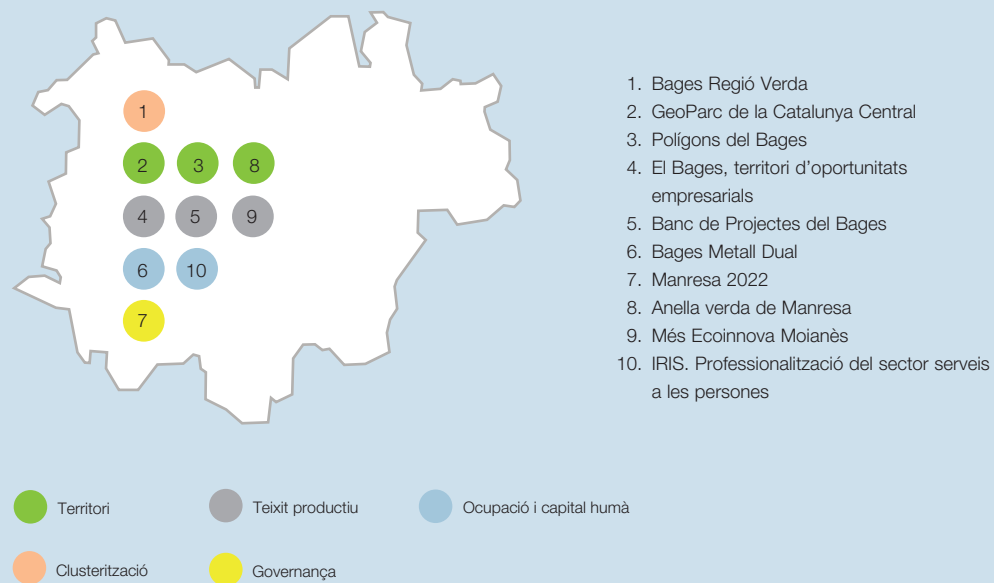 1
2
3
8
4
5
9
6
10
7
1. Bages Regió Verda
2. GeoParc de la Catalunya Central
3. Polígons del Bages
4. El Bages, territori d'oportunitats
empresarials
5. Banc de Projectes del Bages
6. Bages Metall Dual
7. Manresa 2022
8. Anella verda de Manresa
9. Més Ecoinnova Moianès
10. IRIS. Professionalització del sector serveis
a les persones
Territori
Teixit productiu
Ocupació i capital humà
Clusterització
Governança